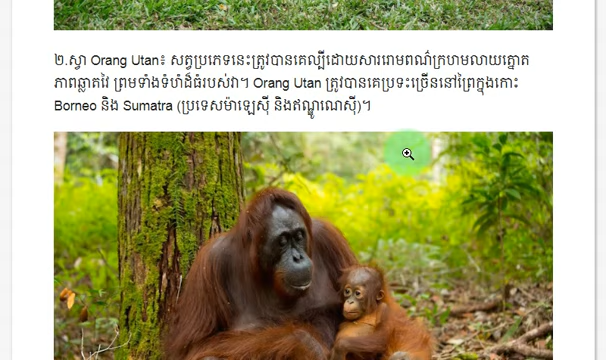 ២.ស្វា Orang Utan៖ សត្វប្រភេទនេះត្រូវបានគេល្បីដោយសាររោមពណ៌ក្រហមលាយត្នោត
ភាពឆ្លាតវៃ ព្រមទាំងទំហំដ៏ធំរបស់វា។ Orang Utan ត្រូវបានគេប្រទះច្រើននៅព្រៃក្នុងកោះ
Borneo និង Sumatra (ប្រទេសម៉ាឡេស៊ី និងឥណ្ឌូណេស៊ី)។